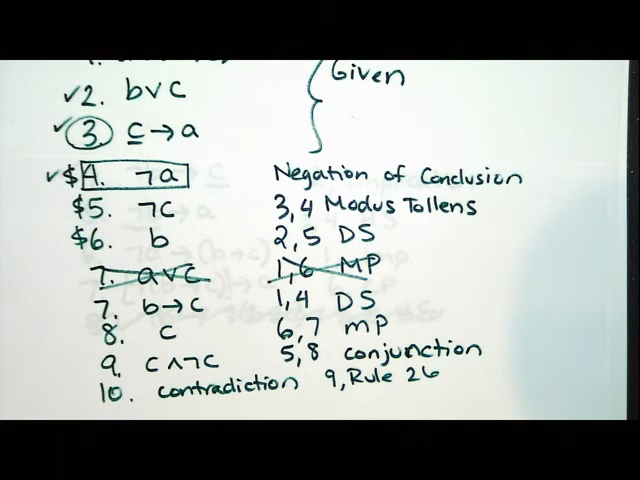 1.
Given
✓2. b∨c
✓3. c→a
✓$4. ¬a Negation of Conclusion
$5. ¬c 3,4 Modus Tollens
$6. b 2,5 DS
7. a∨c 1,6 MP
7. b→c 1,4 DS
8. c 6,7 MP
9. c∧¬c 5,8 conjunction
10. contradiction 9, Rule 26